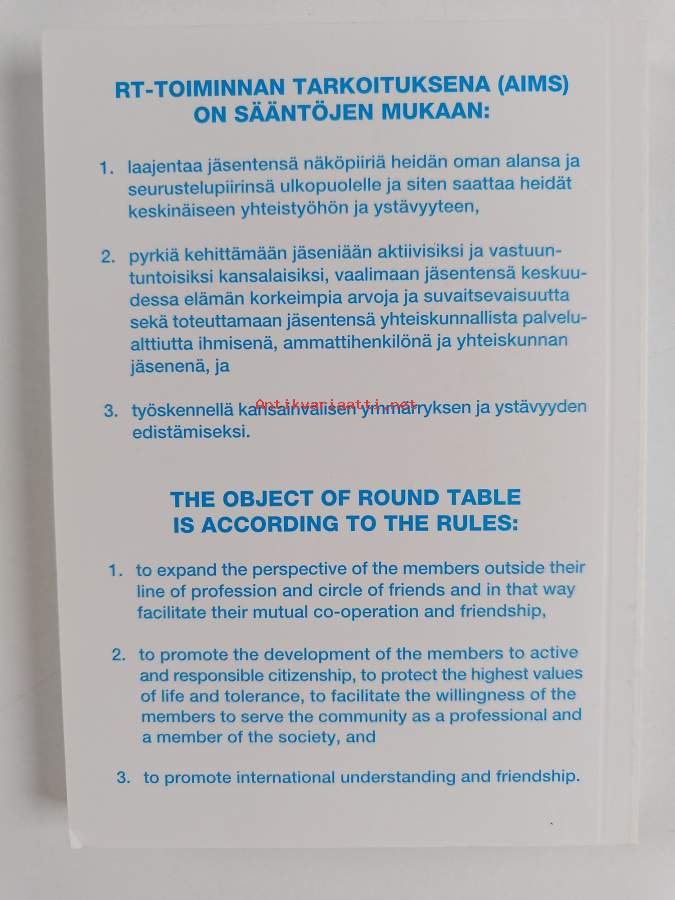 RT-TOIMINNAN TARKOITUKSENA (AIMS)
ON SÄÄNTÖJEN MUKAAN:
1. laajentaa jäsentensä näköpiiriä heidän oman alansa ja
seurustelupiirinsä ulkopuolelle ja siten saattaa heidät
keskinäiseen yhteistyöhön ja ystävyyteen,
2. pyrkiä kehittämään jäseniään aktiivisiksi ja vastuun-
tuntoisiksi kansalaisiksi, vaalimaan jäsentensä keskuu-
dessa elämän korkeimpia arvoja ja suvaitsevaisuutta
sekä toteuttamaan jäsentensä yhteiskunnallista palvelu-
alttiutta ihmisenä, ammattihenkilönä ja yhteiskunnan
jäsenenä, ja
3. työskennellä kansainvälisen ymmärryksen ja ystävyyden
Antikvariaatti.net
edistämiseksi.
THE OBJECT OF ROUND TABLE
IS ACCORDING TO THE RULES:
1. to expand the perspective of the members outside their
line of profession and circle of friends and in that way
facilitate their mutual co-operation and friendship,
2. to promote the development of the members to active
and responsible citizenship, to protect the highest values
of life and tolerance, to facilitate the willingness of the
members to serve the community as a professional and
a member of the society, and
3. to promote international understanding and friendship.